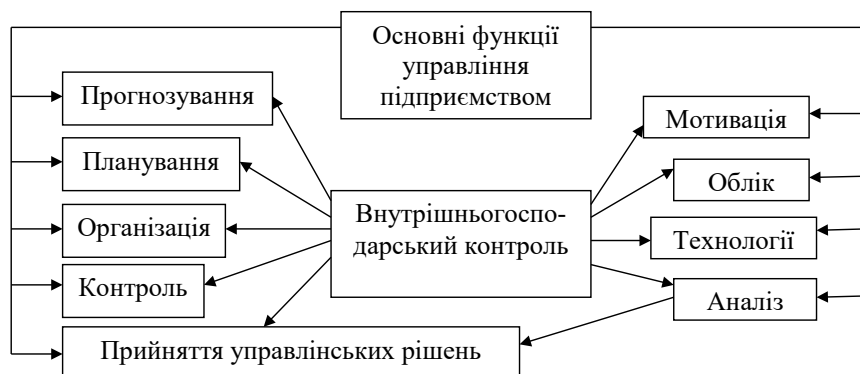 Основні функції
управління
підприємством
Прогнозування
Мотивація
Планування
Облік
Внутрішньогоспо-
дарський контроль
Організація
Технології
Контроль
Аналіз
Прийняття управлінських рішень